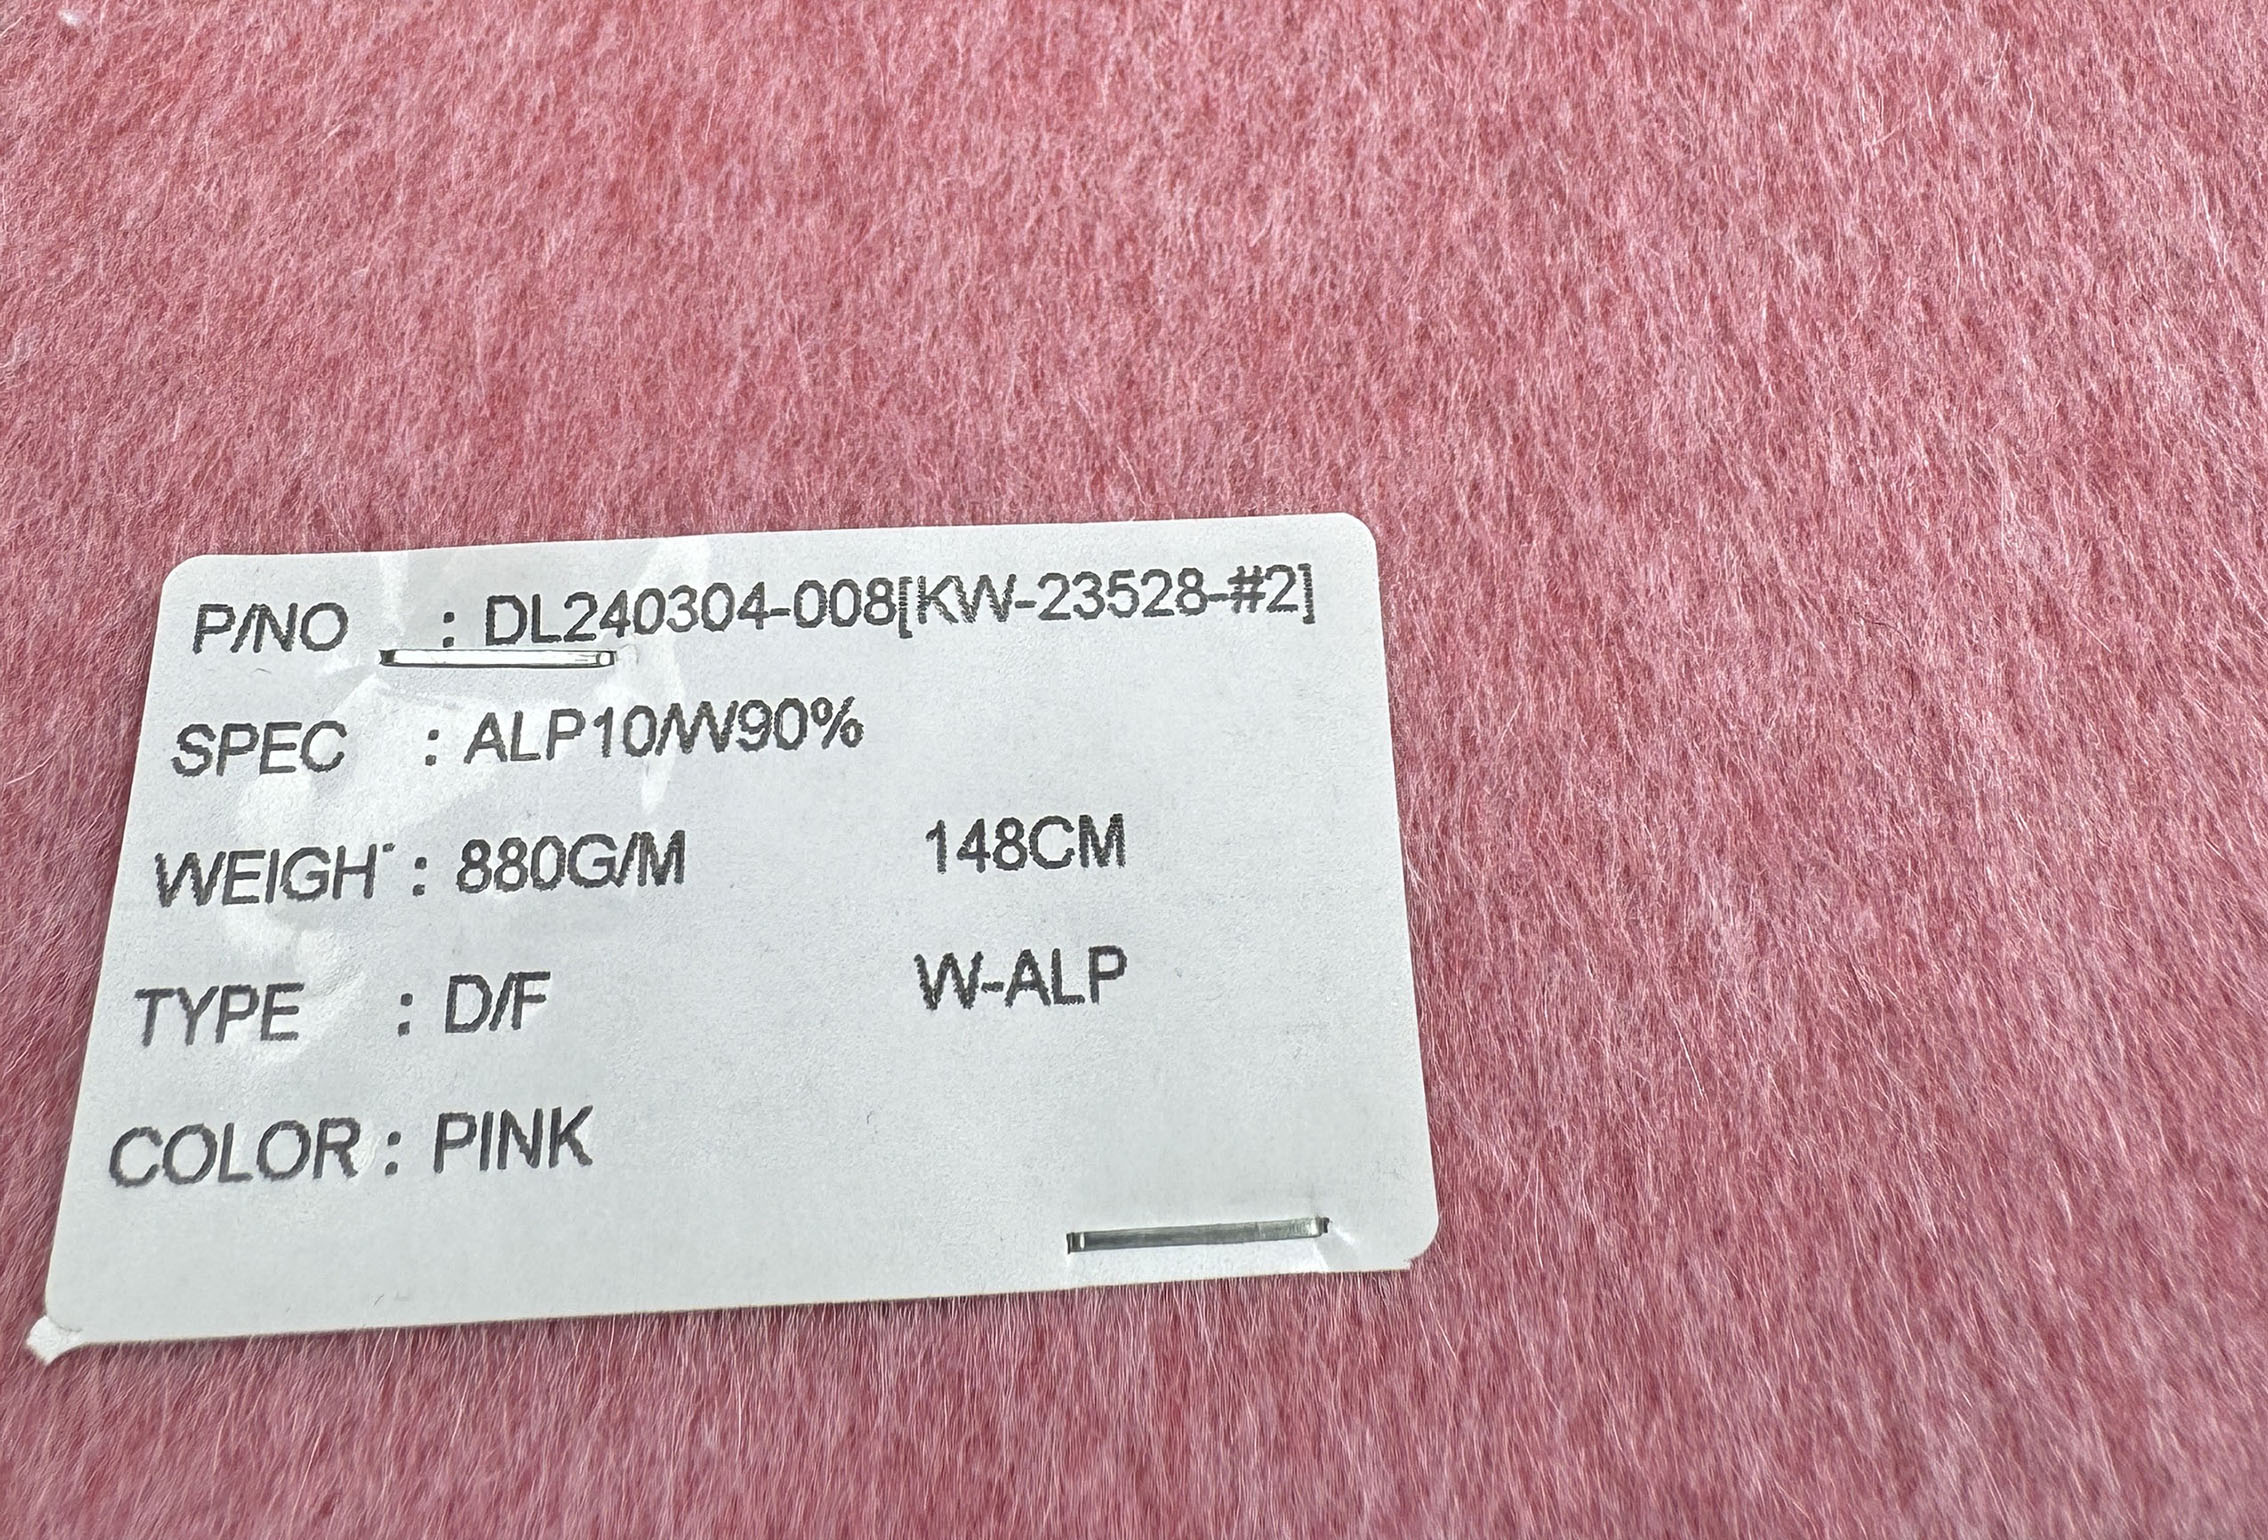 P/NO : DL240304-008[KW-23528-#2]
SPEC : ALP10/W90%
WEIGH : 880G/M 148CM
TYPE : D/F W-ALP
COLOR : PINK